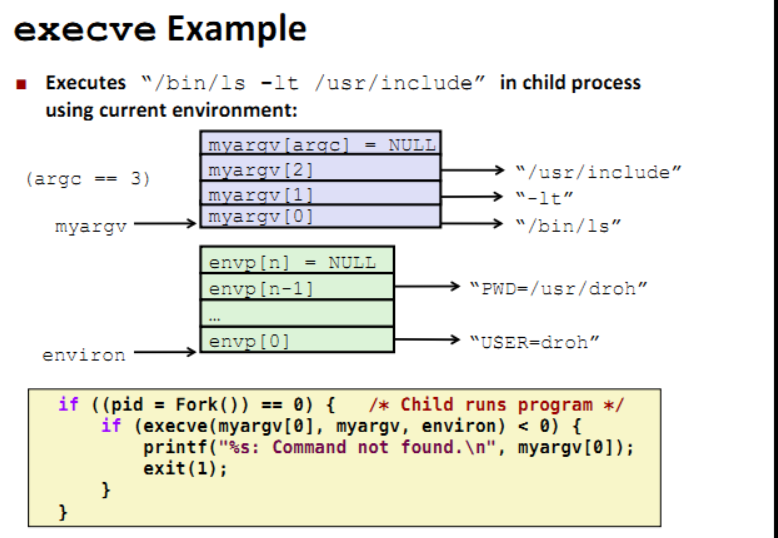 execve Example
■ Executes “/bin/ls -lt /usr/include” in child process
using current environment:
myargv[argc] = NULL
(argc == 3)
myargv[2]
“/usr/include”
myargv[1]
“-lt”
myargv
myargv[0]
“/bin/ls”
envp[n] = NULL
envp[n-1]
“PWD=/usr/droh”
…
environ
envp[0]
“USER=droh”
if ((pid = Fork()) == 0) {   /* Child runs program */
    if (execve(myargv[0], myargv, environ) < 0) {
        printf("%s: Command not found.\n", myargv[0]);
        exit(1);
    }
}